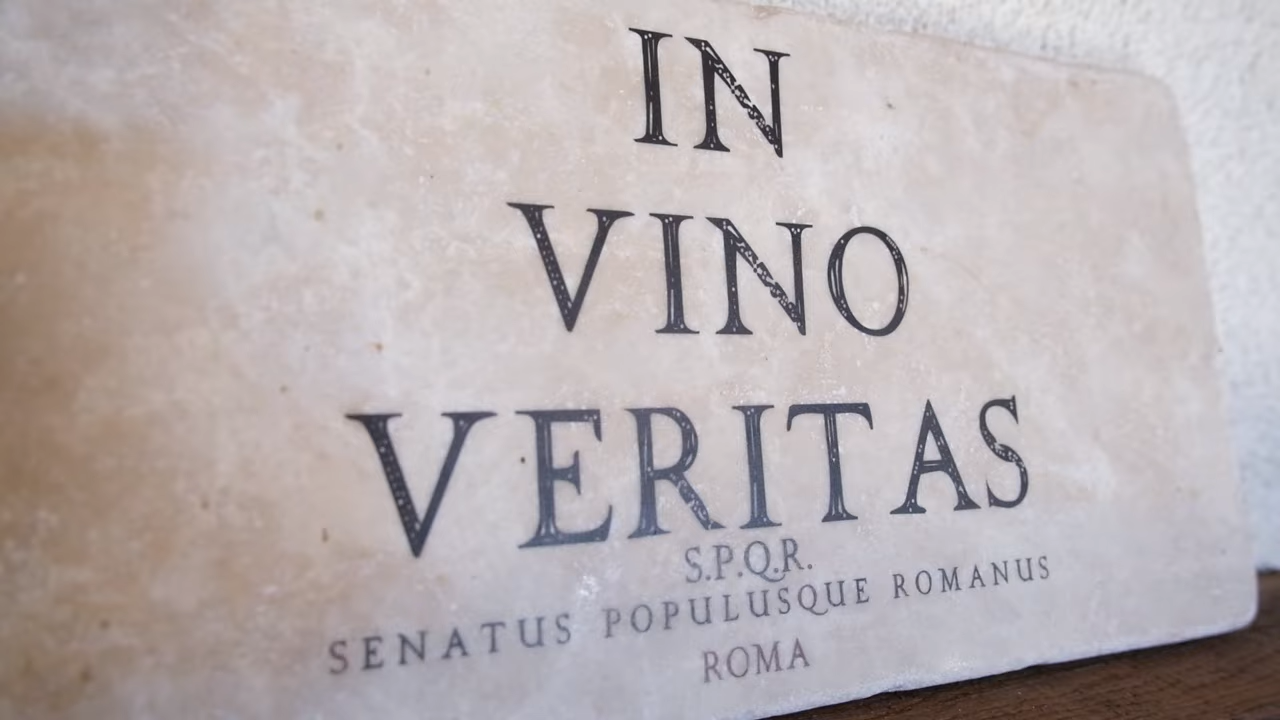 IN
VINO
VERITAS
S.P.Q.R.
SENATUS POPULUSQUE ROMANUS
ROMA